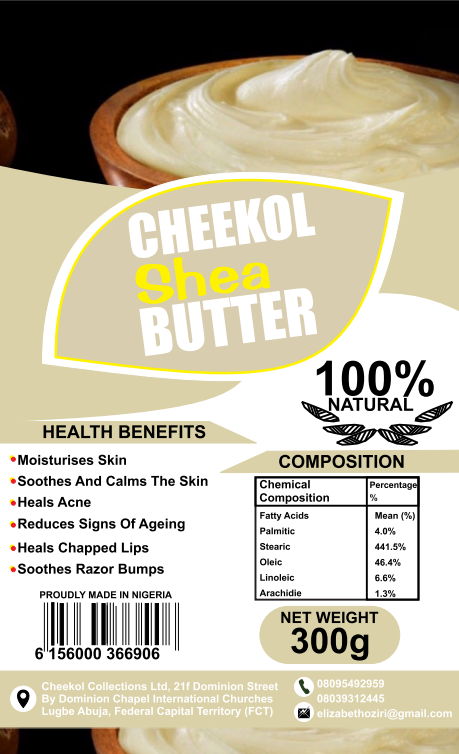 CHEEKOL
Shea
BUTTER
100%
NATURAL
HEALTH BENEFITS
Moisturises Skin
Soothes And Calms The Skin
Heals Acne
Reduces Signs Of Ageing
Heals Chapped Lips
Soothes Razor Bumps
PROUDLY MADE IN NIGERIA
6 156000 366906
COMPOSITION
Chemical Composition Percentage %
Fatty Acids Mean (%)
Palmitic 4.0%
Stearic 441.5%
Oleic 46.4%
Linoleic 6.6%
Arachidie 1.3%
NET WEIGHT
300g
Cheekol Collections Ltd, 21f Dominion Street
By Dominion Chapel International Churches
Lugbe Abuja, Federal Capital Territory (FCT)
08095492959
08039312445
elizabethoziri@gmail.com